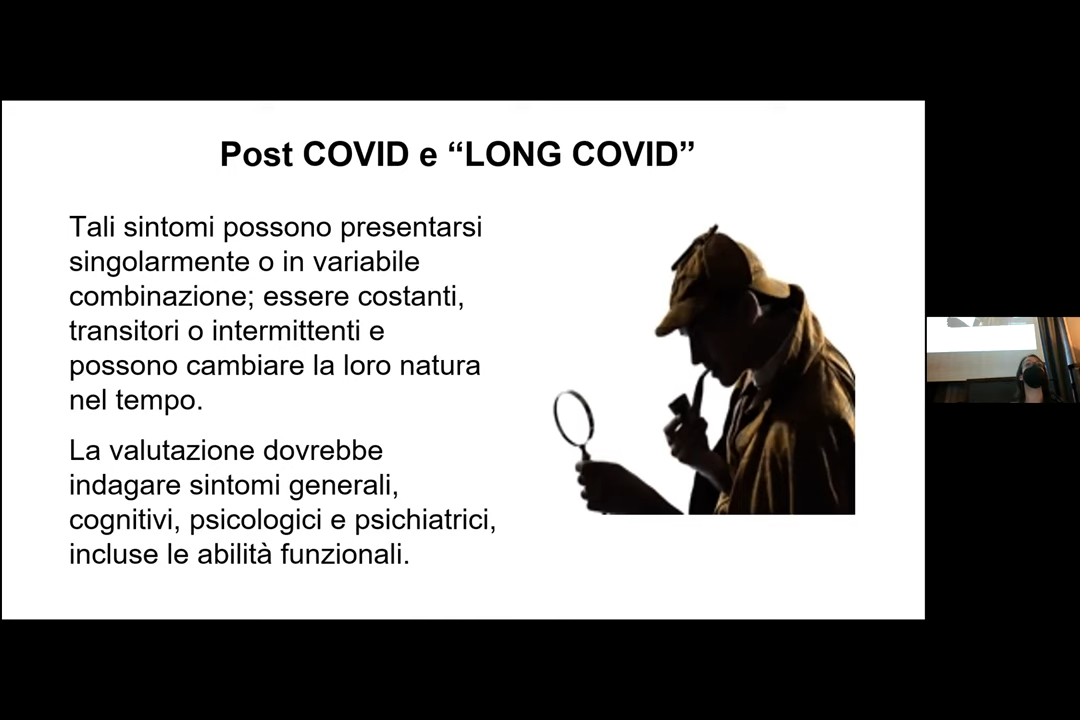 Post COVID e “LONG COVID”
Tali sintomi possono presentarsi
singolarmente o in variabile
combinazione; essere costanti,
transitori o intermittenti e
possono cambiare la loro natura
nel tempo.
La valutazione dovrebbe
indagare sintomi generali,
cognitivi, psicologici e psichiatrici,
incluse le abilità funzionali.